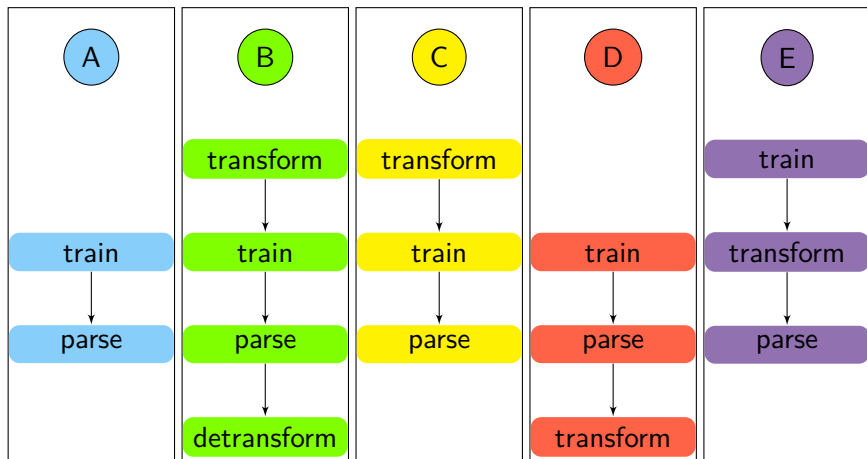 A
B
C
D
E
transform
transform
train
train
train
train
train
transform
parse
parse
parse
parse
parse
detransform
transform